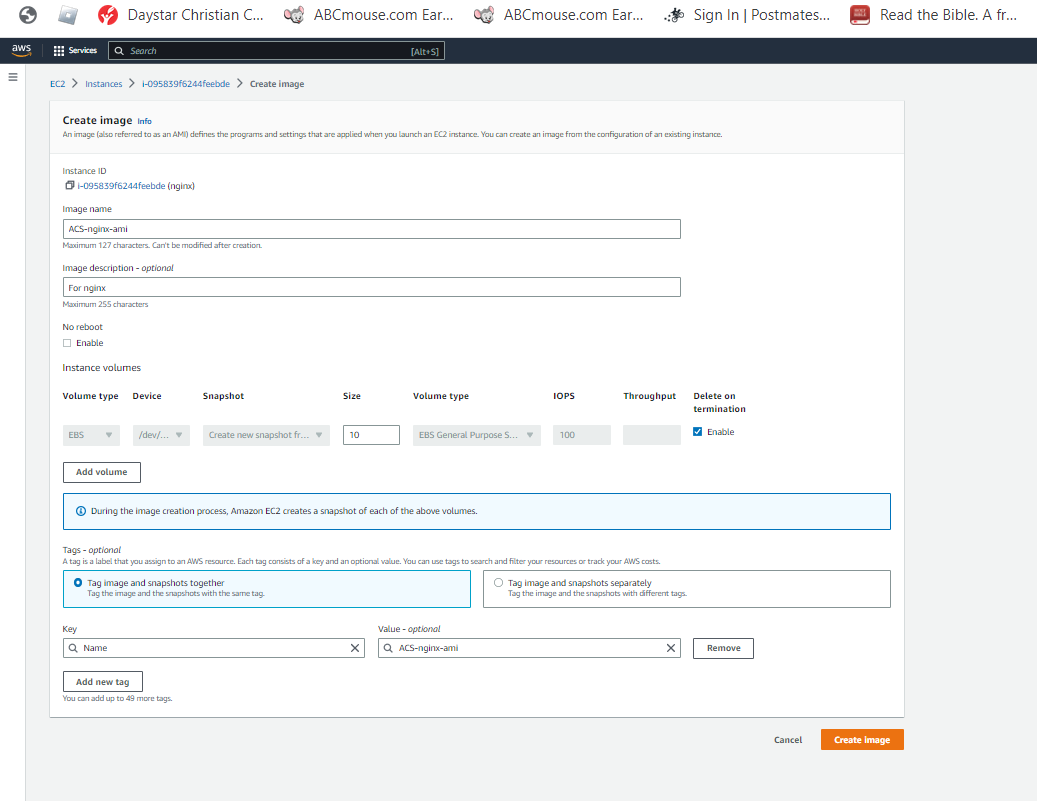 Daystar Christian C... ABCmouse.com Ear... ABCmouse.com Ear... Sign In | Postmates... Read the Bible. A fr...
aws Services Search [Alt+S]
EC2 > Instances > i-095839f6244feebde > Create image
Create image Info
An image (also referred to as an AMI) defines the programs and settings that are applied when you launch an EC2 instance. You can create an image from the configuration of an existing instance.
Instance ID
i-095839f6244feebde (nginx)
Image name
ACS-nginx-ami
Maximum 127 characters. Can't be modified after creation.
Image description - optional
For nginx
Maximum 255 characters
No reboot
Enable
Instance volumes
Volume type Device Snapshot Size Volume type IOPS Throughput Delete on
termination
EBS /dev/... Create new snapshot fr... 10 EBS General Purpose S... 100 Enable
Add volume
During the image creation process, Amazon EC2 creates a snapshot of each of the above volumes.
Tags - optional
A tag is a label that you assign to an AWS resource. Each tag consists of a key and an optional value. You can use tags to search and filter your resources or track your AWS costs.
Tag image and snapshots together Tag image and snapshots separately
Tag the image and the snapshots with the same tag. Tag the image and the snapshots with different tags.
Key Value - optional
Name ACS-nginx-ami Remove
Add new tag
You can add up to 49 more tags.
Cancel Create image